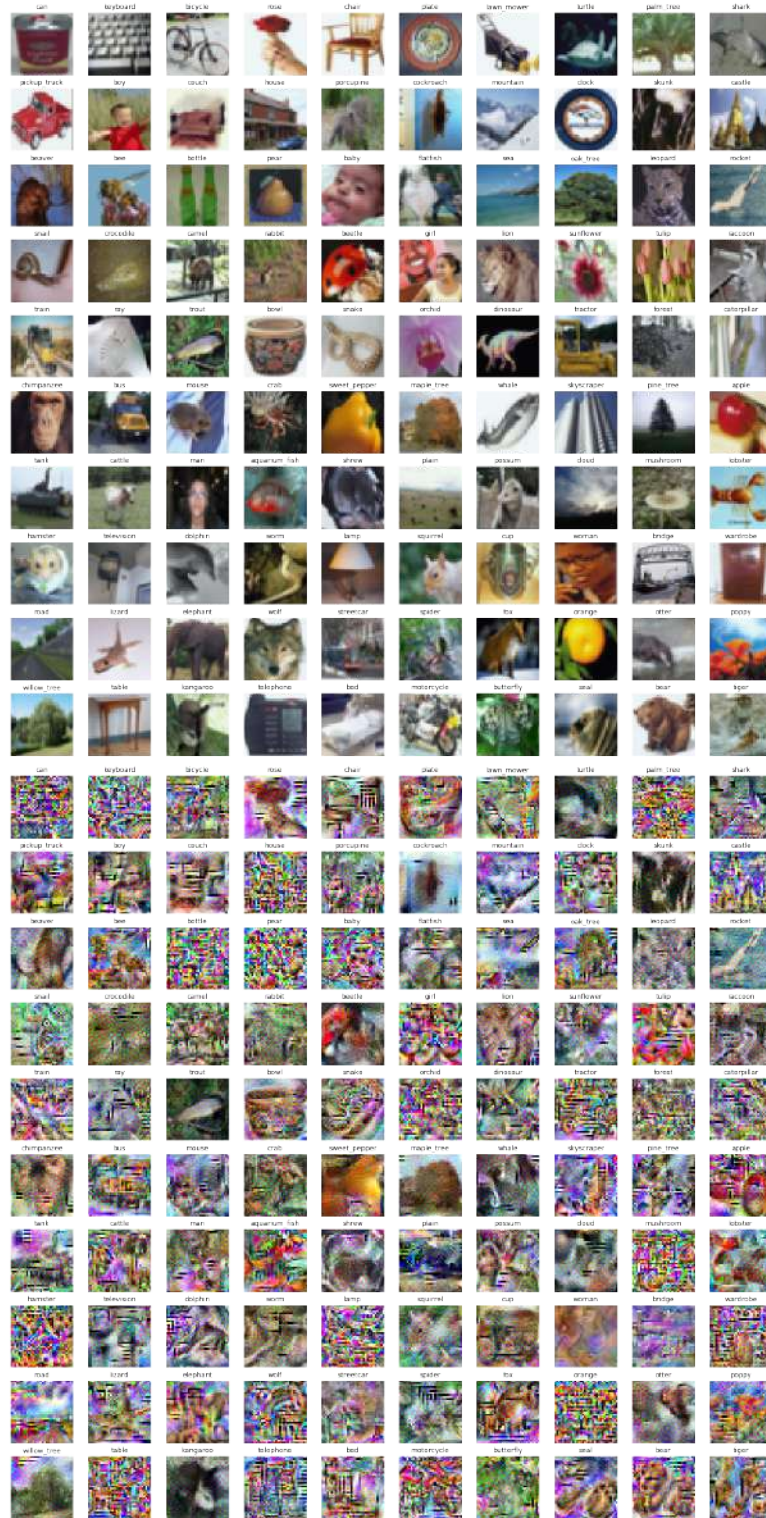 can keyboard bicycle rose chair plate lawn_mower turtle palm_tree shark
pickup_truck boy couch house porcupine cockroach mountain clock skunk castle
beaver bee bottle pear baby flatfish sea oak_tree leopard rocket
snail crocodile camel rabbit beetle girl lion sunflower tulip raccoon
train ray trout bowl snake orchid dinosaur tractor forest caterpillar
chimpanzee bus mouse crab sweet_pepper maple_tree whale skyscraper pine_tree apple
tank cattle man aquarium_fish shrew plain possum cloud mushroom lobster
hamster television dolphin worm lamp squirrel cup woman bridge wardrobe
road lizard elephant wolf streetcar spider fox orange otter poppy
willow_tree table kangaroo telephone bed motorcycle butterfly seal bear tiger
can keyboard bicycle rose chair plate lawn_mower turtle palm_tree shark
pickup_truck boy couch house porcupine cockroach mountain clock skunk castle
beaver bee bottle pear baby flatfish sea oak_tree leopard rocket
snail crocodile camel rabbit beetle girl lion sunflower tulip raccoon
train ray trout bowl snake orchid dinosaur tractor forest caterpillar
chimpanzee bus mouse crab sweet_pepper maple_tree whale skyscraper pine_tree apple
tank cattle man aquarium_fish shrew plain possum cloud mushroom lobster
hamster television dolphin worm lamp squirrel cup woman bridge wardrobe
road lizard elephant wolf streetcar spider fox orange otter poppy
willow_tree table kangaroo telephone bed motorcycle butterfly seal bear tiger